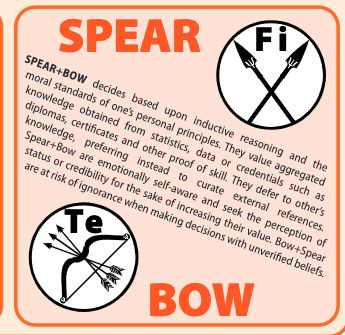 SPEAR
Fi
SPEAR+BOW decides based upon inductive reasoning and the
moral standards of one's personal principles. They value aggregated
knowledge obtained from statistics, data or credentials such as
diplomas, certificates and other proof of skill. They defer to other's
knowledge, preferring instead to curate external references.
Spear+Bow are emotionally self-aware and seek the perception of
status or credibility for the sake of increasing their value. Bow+Spear
are at risk of ignorance when making decisions with unverified beliefs.
Te
BOW